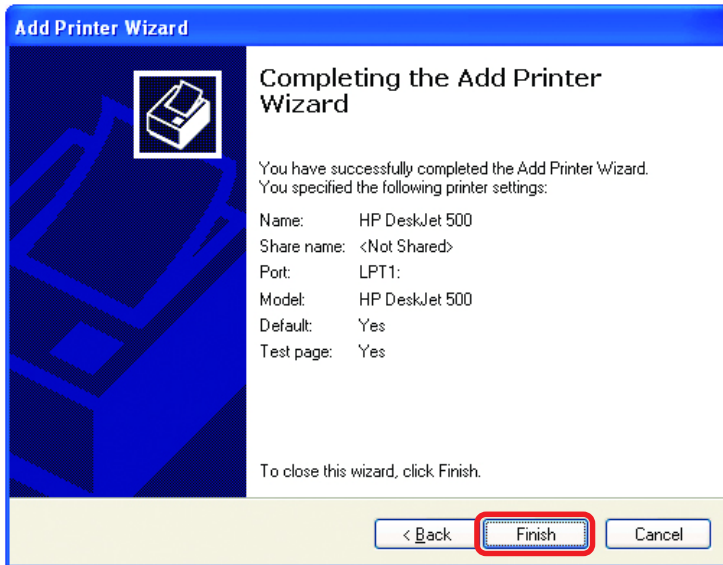 Add Printer Wizard
Completing the Add Printer
Wizard
You have successfully completed the Add Printer Wizard.
You specified the following printer settings:
Name: HP DeskJet 500
Share name: <Not Shared>
Port: LPT1:
Model: HP DeskJet 500
Default: Yes
Test page: Yes
To close this wizard, click Finish.
< Back Finish Cancel